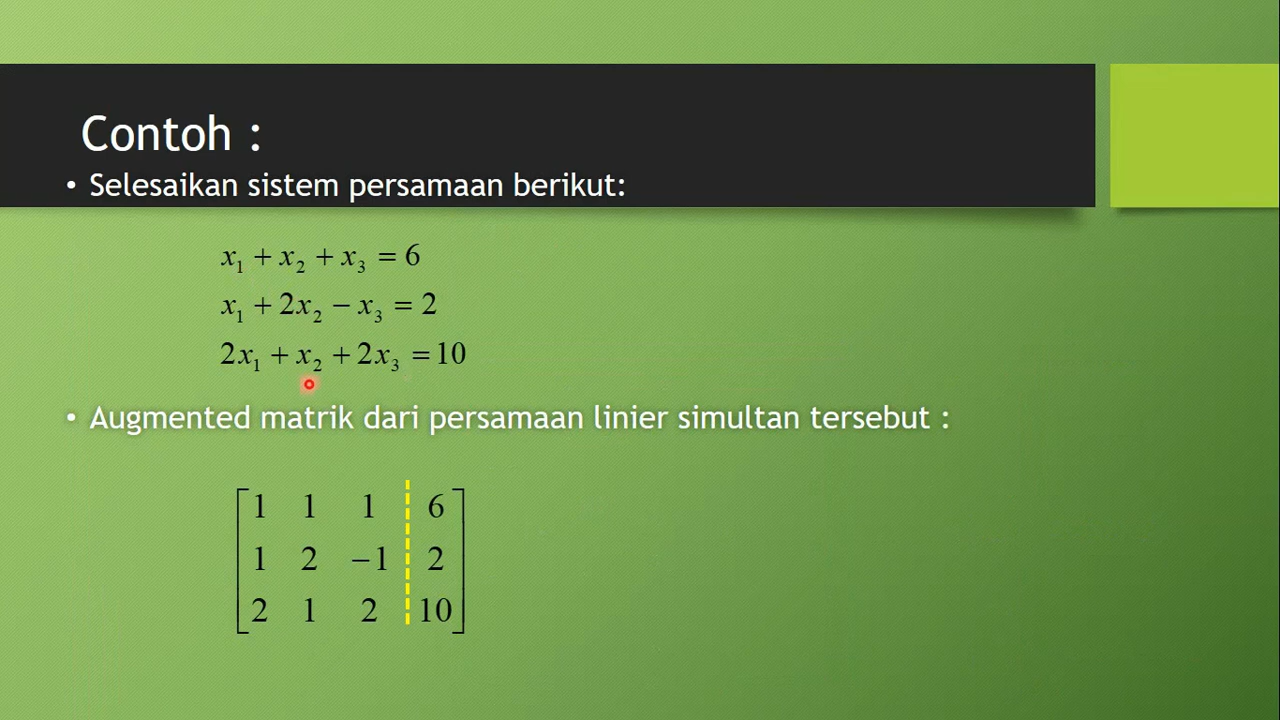 Contoh :
• Selesaikan sistem persamaan berikut:
x₁ + x₂ + x₃ = 6
x₁ + 2x₂ − x₃ = 2
2x₁ + x₂ + 2x₃ = 10
• Augmented matrik dari persamaan linier simultan tersebut :
1 1 1 6
1 2 −1 2
2 1 2 10